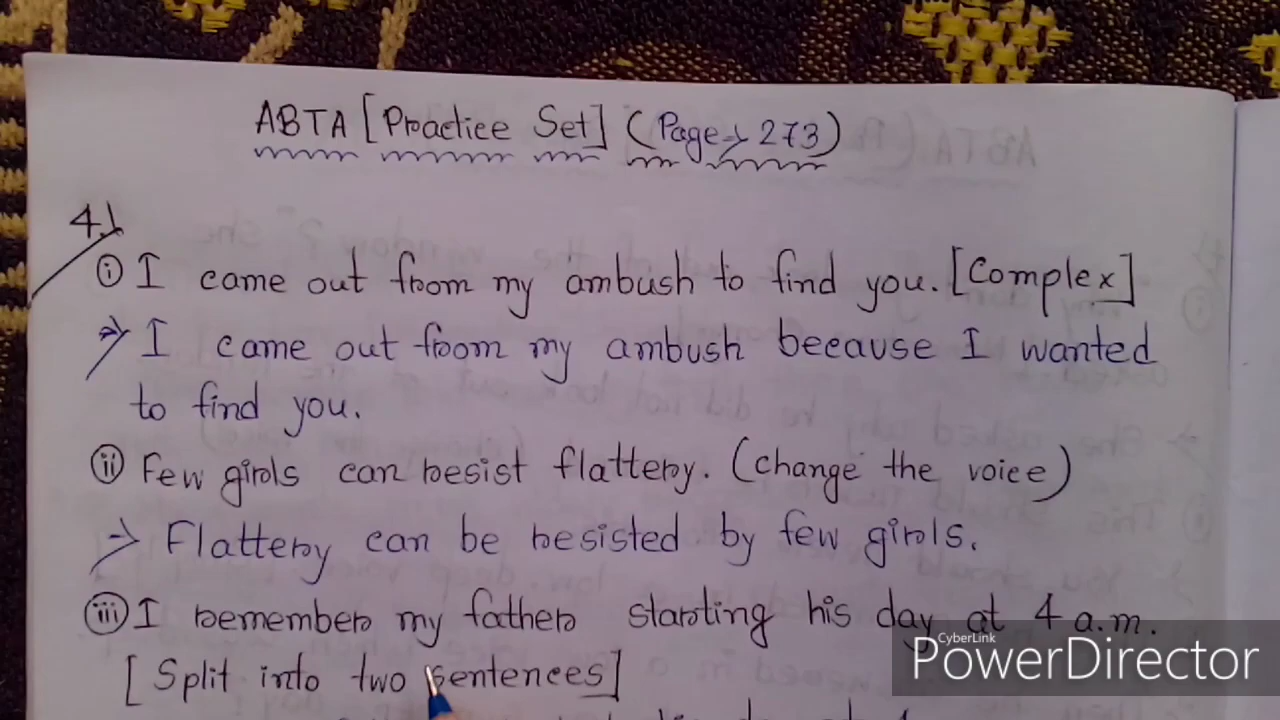 ABTA [Practice Set] (Page→ 273)
4)
(i) I came out from my ambush to find you. [Complex]
⇒ I came out from my ambush because I wanted
to find you.
(ii) Few girls can resist flattery. (change the voice)
→ Flattery can be resisted by few girls.
(iii) I remember my father starting his day at 4 a.m.
[Split into two sentences]
CyberLink
PowerDirector